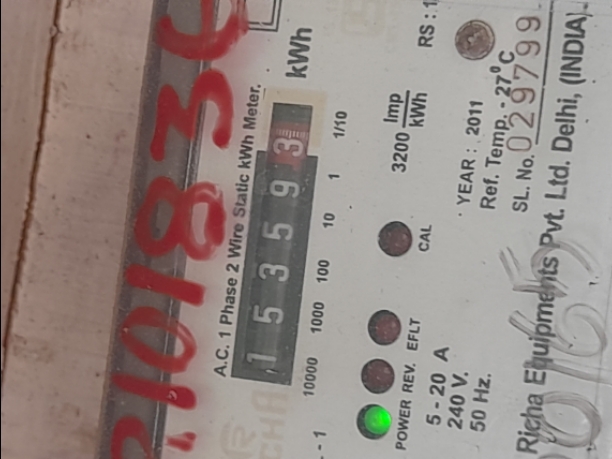 210183
A.C. 1 Phase 2 Wire Static kWh Meter.
1 5 3 5 9 3
kWh
10000 1000 100 10 1 1/10
3200 Imp/kWh
RS : 1
POWER REV. EFLT CAL
5 - 20 A
240 V.
50 Hz.
YEAR : 2011
Ref. Temp. - 27°C
SL. No. 029799
Richa Equipments Pvt. Ltd. Delhi, (INDIA)